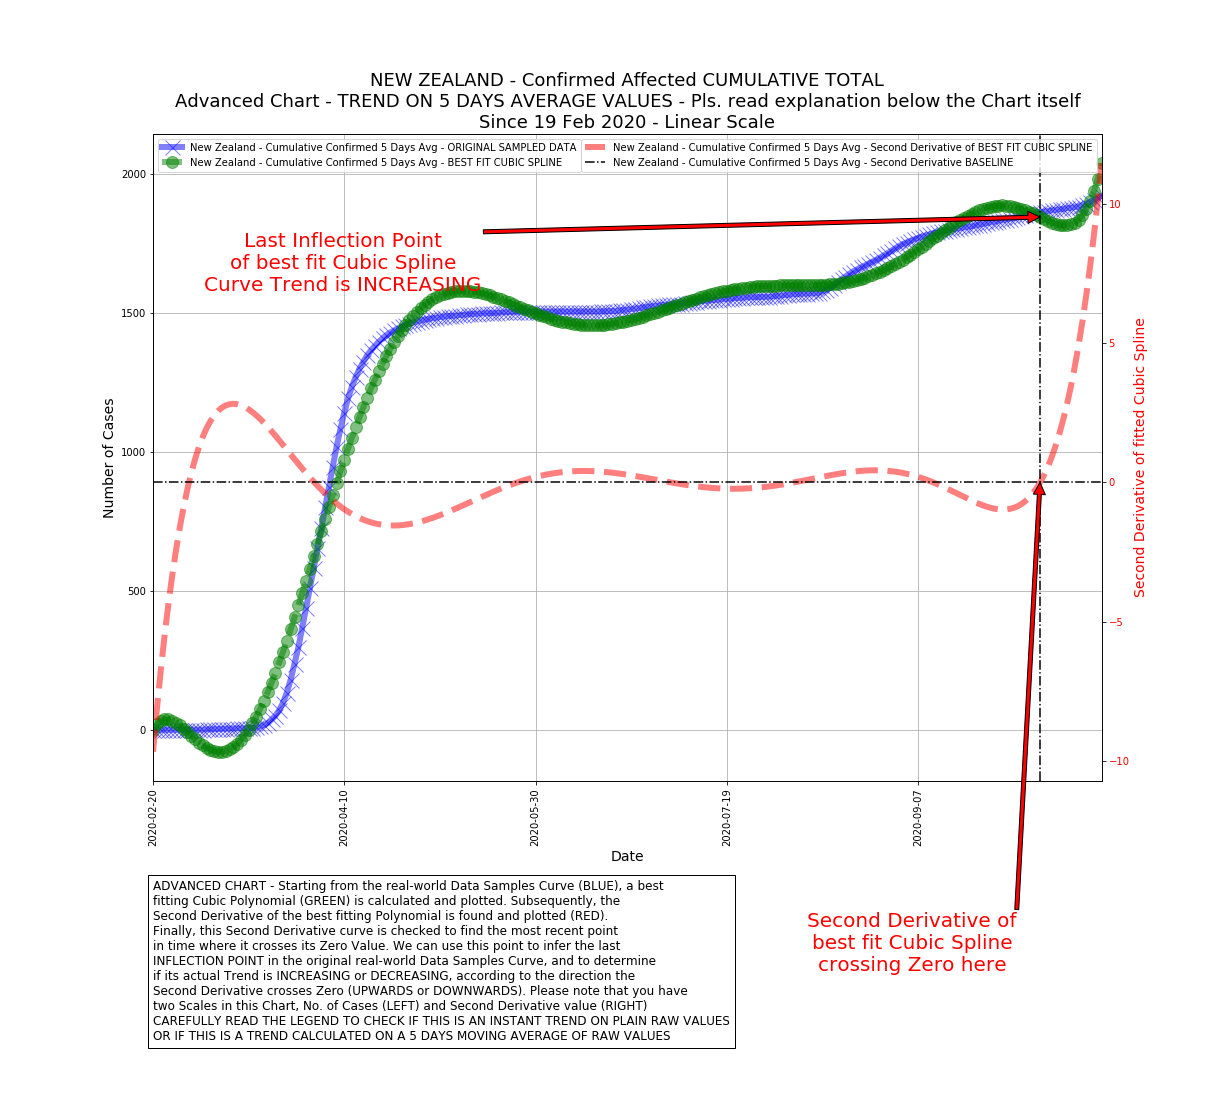 NEW ZEALAND - Confirmed Affected CUMULATIVE TOTAL
Advanced Chart - TREND ON 5 DAYS AVERAGE VALUES - Pls. read explanation below the Chart itself
Since 19 Feb 2020 - Linear Scale
New Zealand - Cumulative Confirmed 5 Days Avg - ORIGINAL SAMPLED DATA
New Zealand - Cumulative Confirmed 5 Days Avg - BEST FIT CUBIC SPLINE
New Zealand - Cumulative Confirmed 5 Days Avg - Second Derivative of BEST FIT CUBIC SPLINE
New Zealand - Cumulative Confirmed 5 Days Avg - Second Derivative BASELINE
Last Inflection Point
of best fit Cubic Spline
Curve Trend is INCREASING
Number of Cases
2000
1500
1000
500
0
10
5
0
−5
−10
Second Derivative of fitted Cubic Spline
2020-02-20
2020-04-10
2020-05-30
2020-07-19
2020-09-07
Date
ADVANCED CHART - Starting from the real-world Data Samples Curve (BLUE), a best
fitting Cubic Polynomial (GREEN) is calculated and plotted. Subsequently, the
Second Derivative of the best fitting Polynomial is found and plotted (RED).
Finally, this Second Derivative curve is checked to find the most recent point
in time where it crosses its Zero Value. We can use this point to infer the last
INFLECTION POINT in the original real-world Data Samples Curve, and to determine
if its actual Trend is INCREASING or DECREASING, according to the direction the
Second Derivative crosses Zero (UPWARDS or DOWNWARDS). Please note that you have
two Scales in this Chart, No. of Cases (LEFT) and Second Derivative value (RIGHT)
CAREFULLY READ THE LEGEND TO CHECK IF THIS IS AN INSTANT TREND ON PLAIN RAW VALUES
OR IF THIS IS A TREND CALCULATED ON A 5 DAYS MOVING AVERAGE OF RAW VALUES
Second Derivative of
best fit Cubic Spline
crossing Zero here